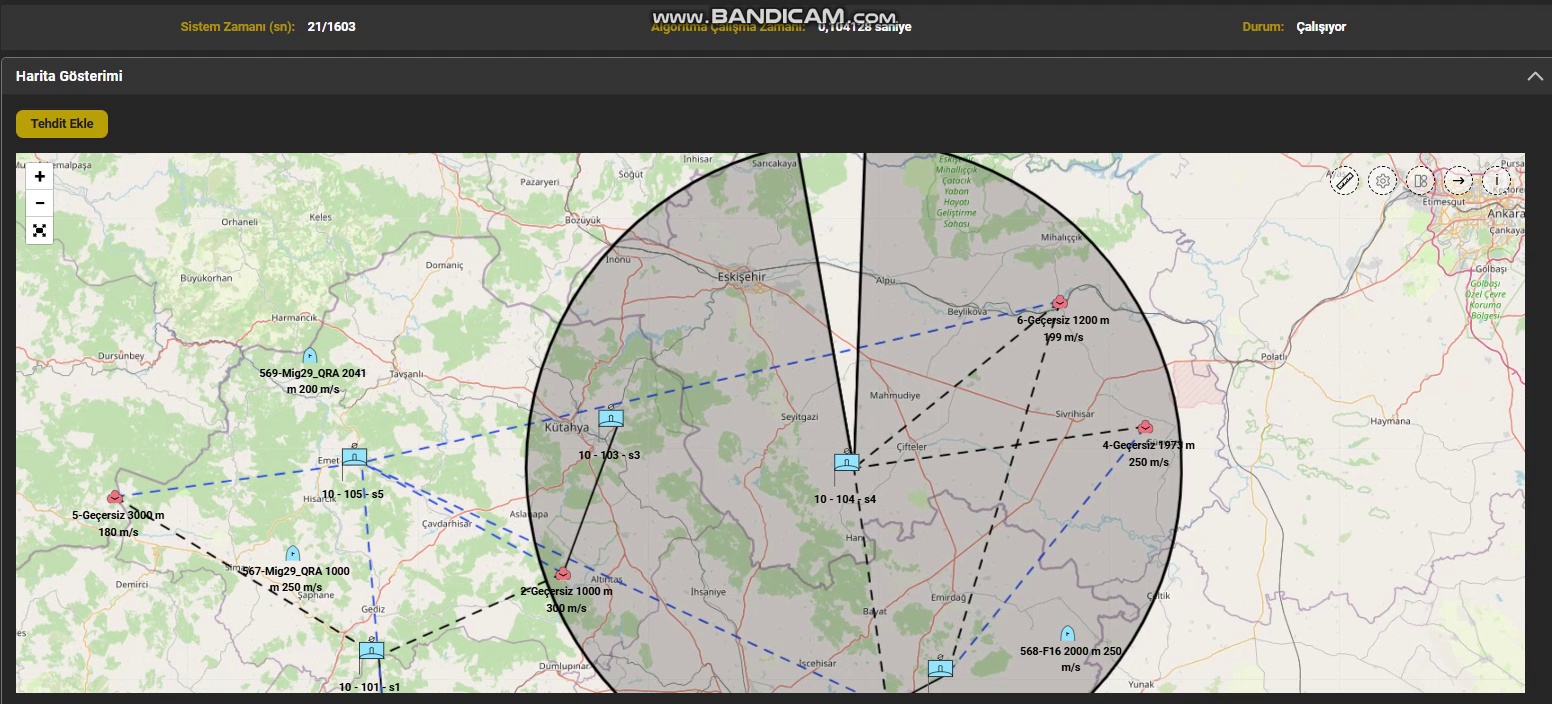 www.BANDICAM.com
Sistem Zamanı (sn): 21/1603
Algoritma Çalışma Zamanı: 0,104128 saniye
Durum: Çalışıyor
Harita Gösterimi
Tehdit Ekle
+
−
İnhisar
Sarıcakaya
Söğüt
Pazaryeri
Keles
Orhaneli
Bozüyük
Eskişehir
Mihalıççık
Çatacık
Yaban
Hayatı
Geliştirme
Sahası
Mihalıççık
Etimesgut
Ankara
Çankaya
İnönü
Domaniç
Büyükorhan
Eskişehir
Alpu
Gölbaşı
Gölbaşı
Özel Çevre
Koruma
Bölgesi
Harmancık
Beylikova
6-Geçersiz 1200 m
199 m/s
Dursunbey
Tavşanlı
569-Mig29_QRA 2041
m 200 m/s
Polatlı
Mahmudiye
Seyitgazi
Sivrihisar
Haymana
Kütahya
10 - 103 - s3
Çifteler
4-Geçersiz 1973 m
250 m/s
Emet
10 - 105 - s5
Hisarcık
10 - 104 - s4
5-Geçersiz 3000 m
180 m/s
Çavdarhisar
Aslanapa
Han
567-Mig29_QRA 1000
m 250 m/s
Şaphane
Demirci
Altıntaş
2-Geçersiz 1000 m
300 m/s
İhsaniye
Emirdağ
Çeltik
Gediz
Bayat
568-F16 2000 m 250
m/s
Dumlupınar
İscehisar
Yunak
10 - 101 - s1